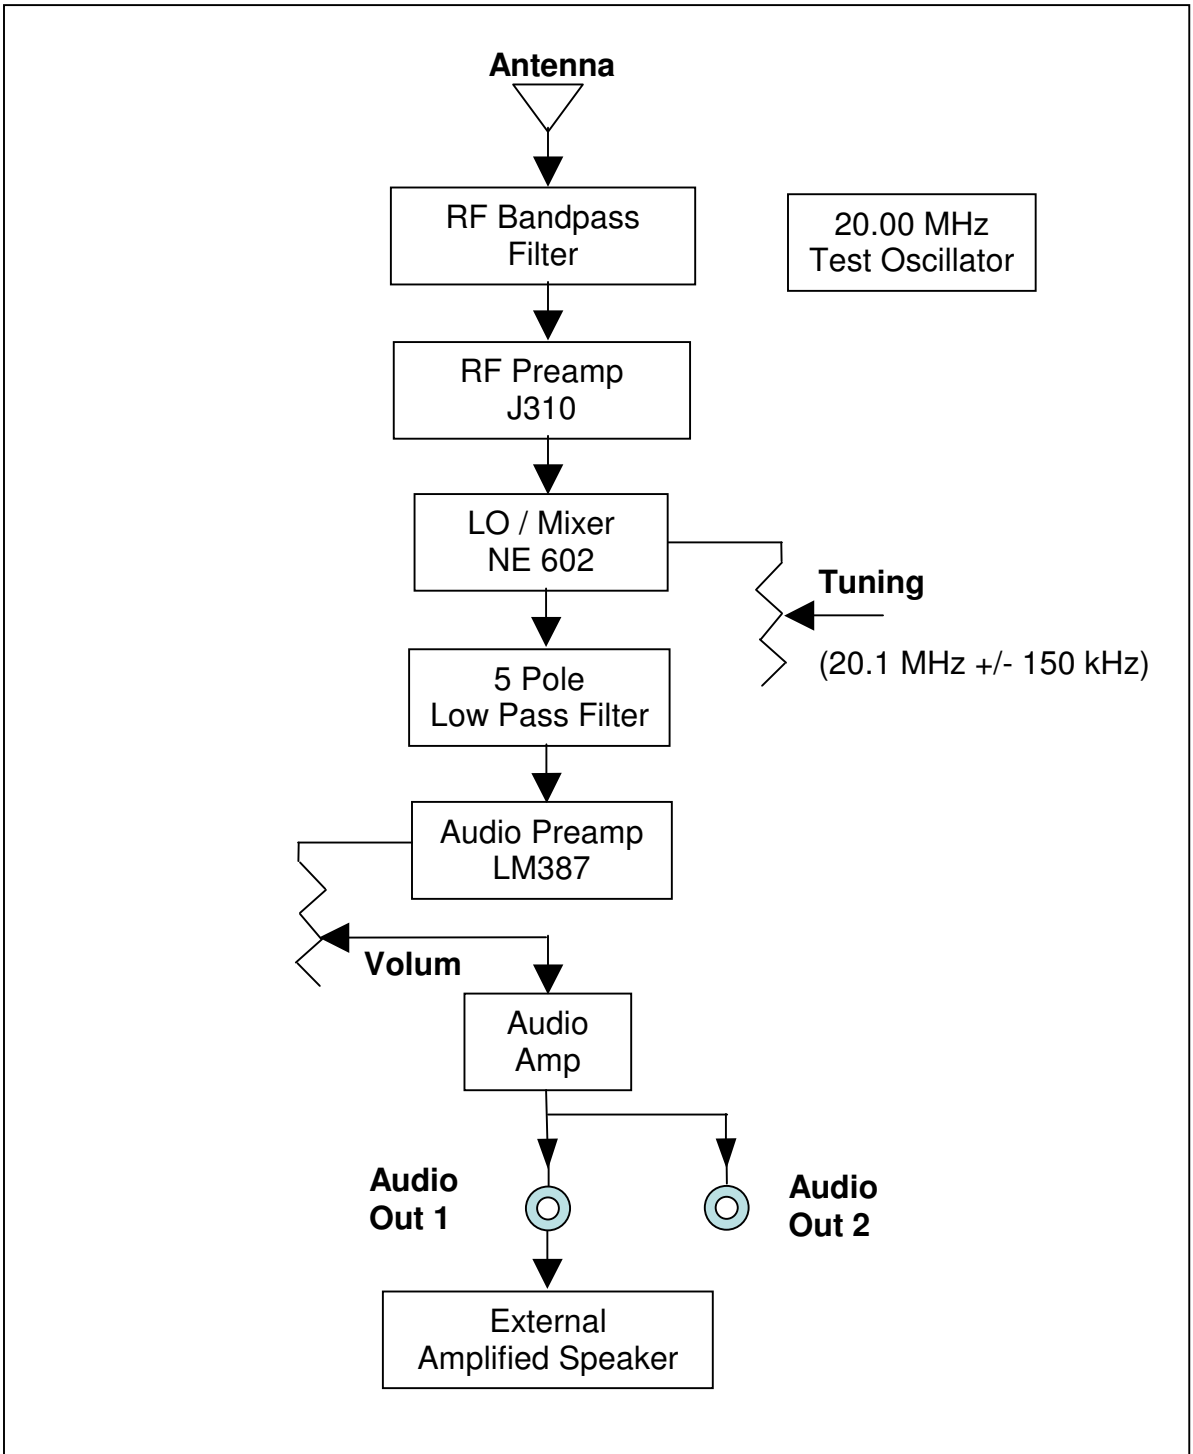 Antenna
RF Bandpass
Filter
20.00 MHz
Test Oscillator
RF Preamp
J310
LO / Mixer
NE 602
Tuning
(20.1 MHz +/- 150 kHz)
5 Pole
Low Pass Filter
Audio Preamp
LM387
Volum
Audio
Amp
Audio
Out 1
Audio
Out 2
External
Amplified Speaker